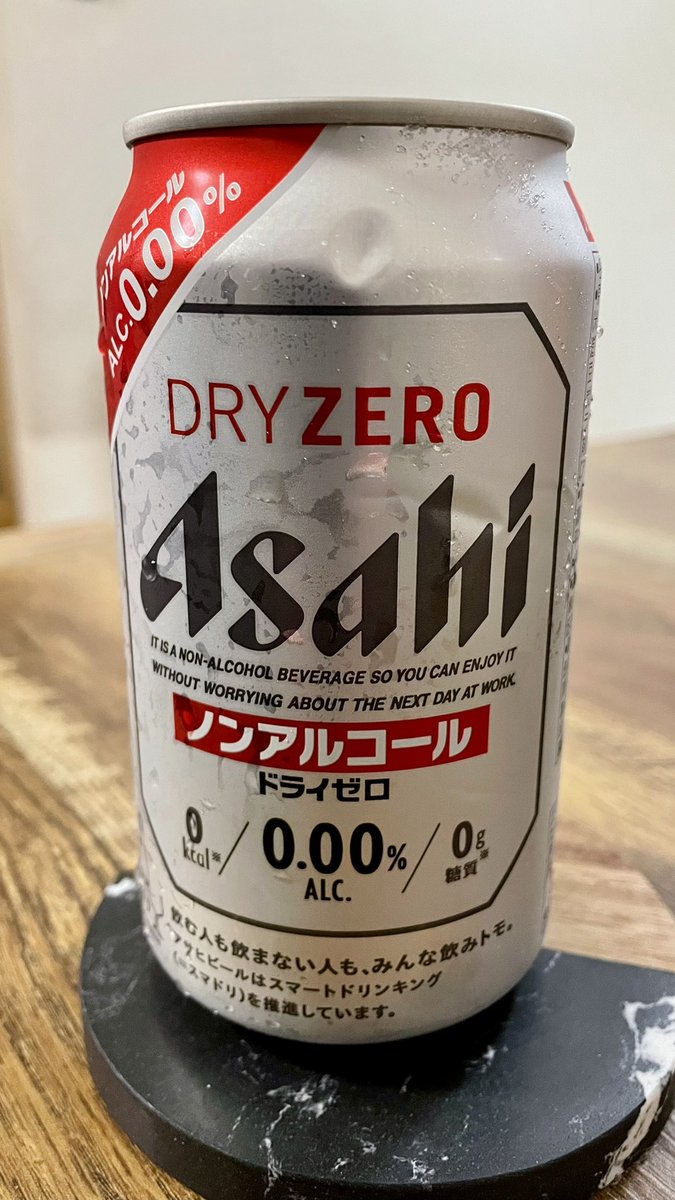 ノンアルコール
ALC.0.00%
DRY ZERO
Asahi
IT IS A NON-ALCOHOL BEVERAGE SO YOU CAN ENJOY IT
WITHOUT WORRYING ABOUT THE NEXT DAY AT WORK.
ノンアルコール
ドライゼロ
0 kcal※ / 0.00% ALC. / 0g 糖質※
飲む人も飲まない人も、みんな飲みトモ。
アサヒビールはスマートドリンキング
(=スマドリ)を推進しています。